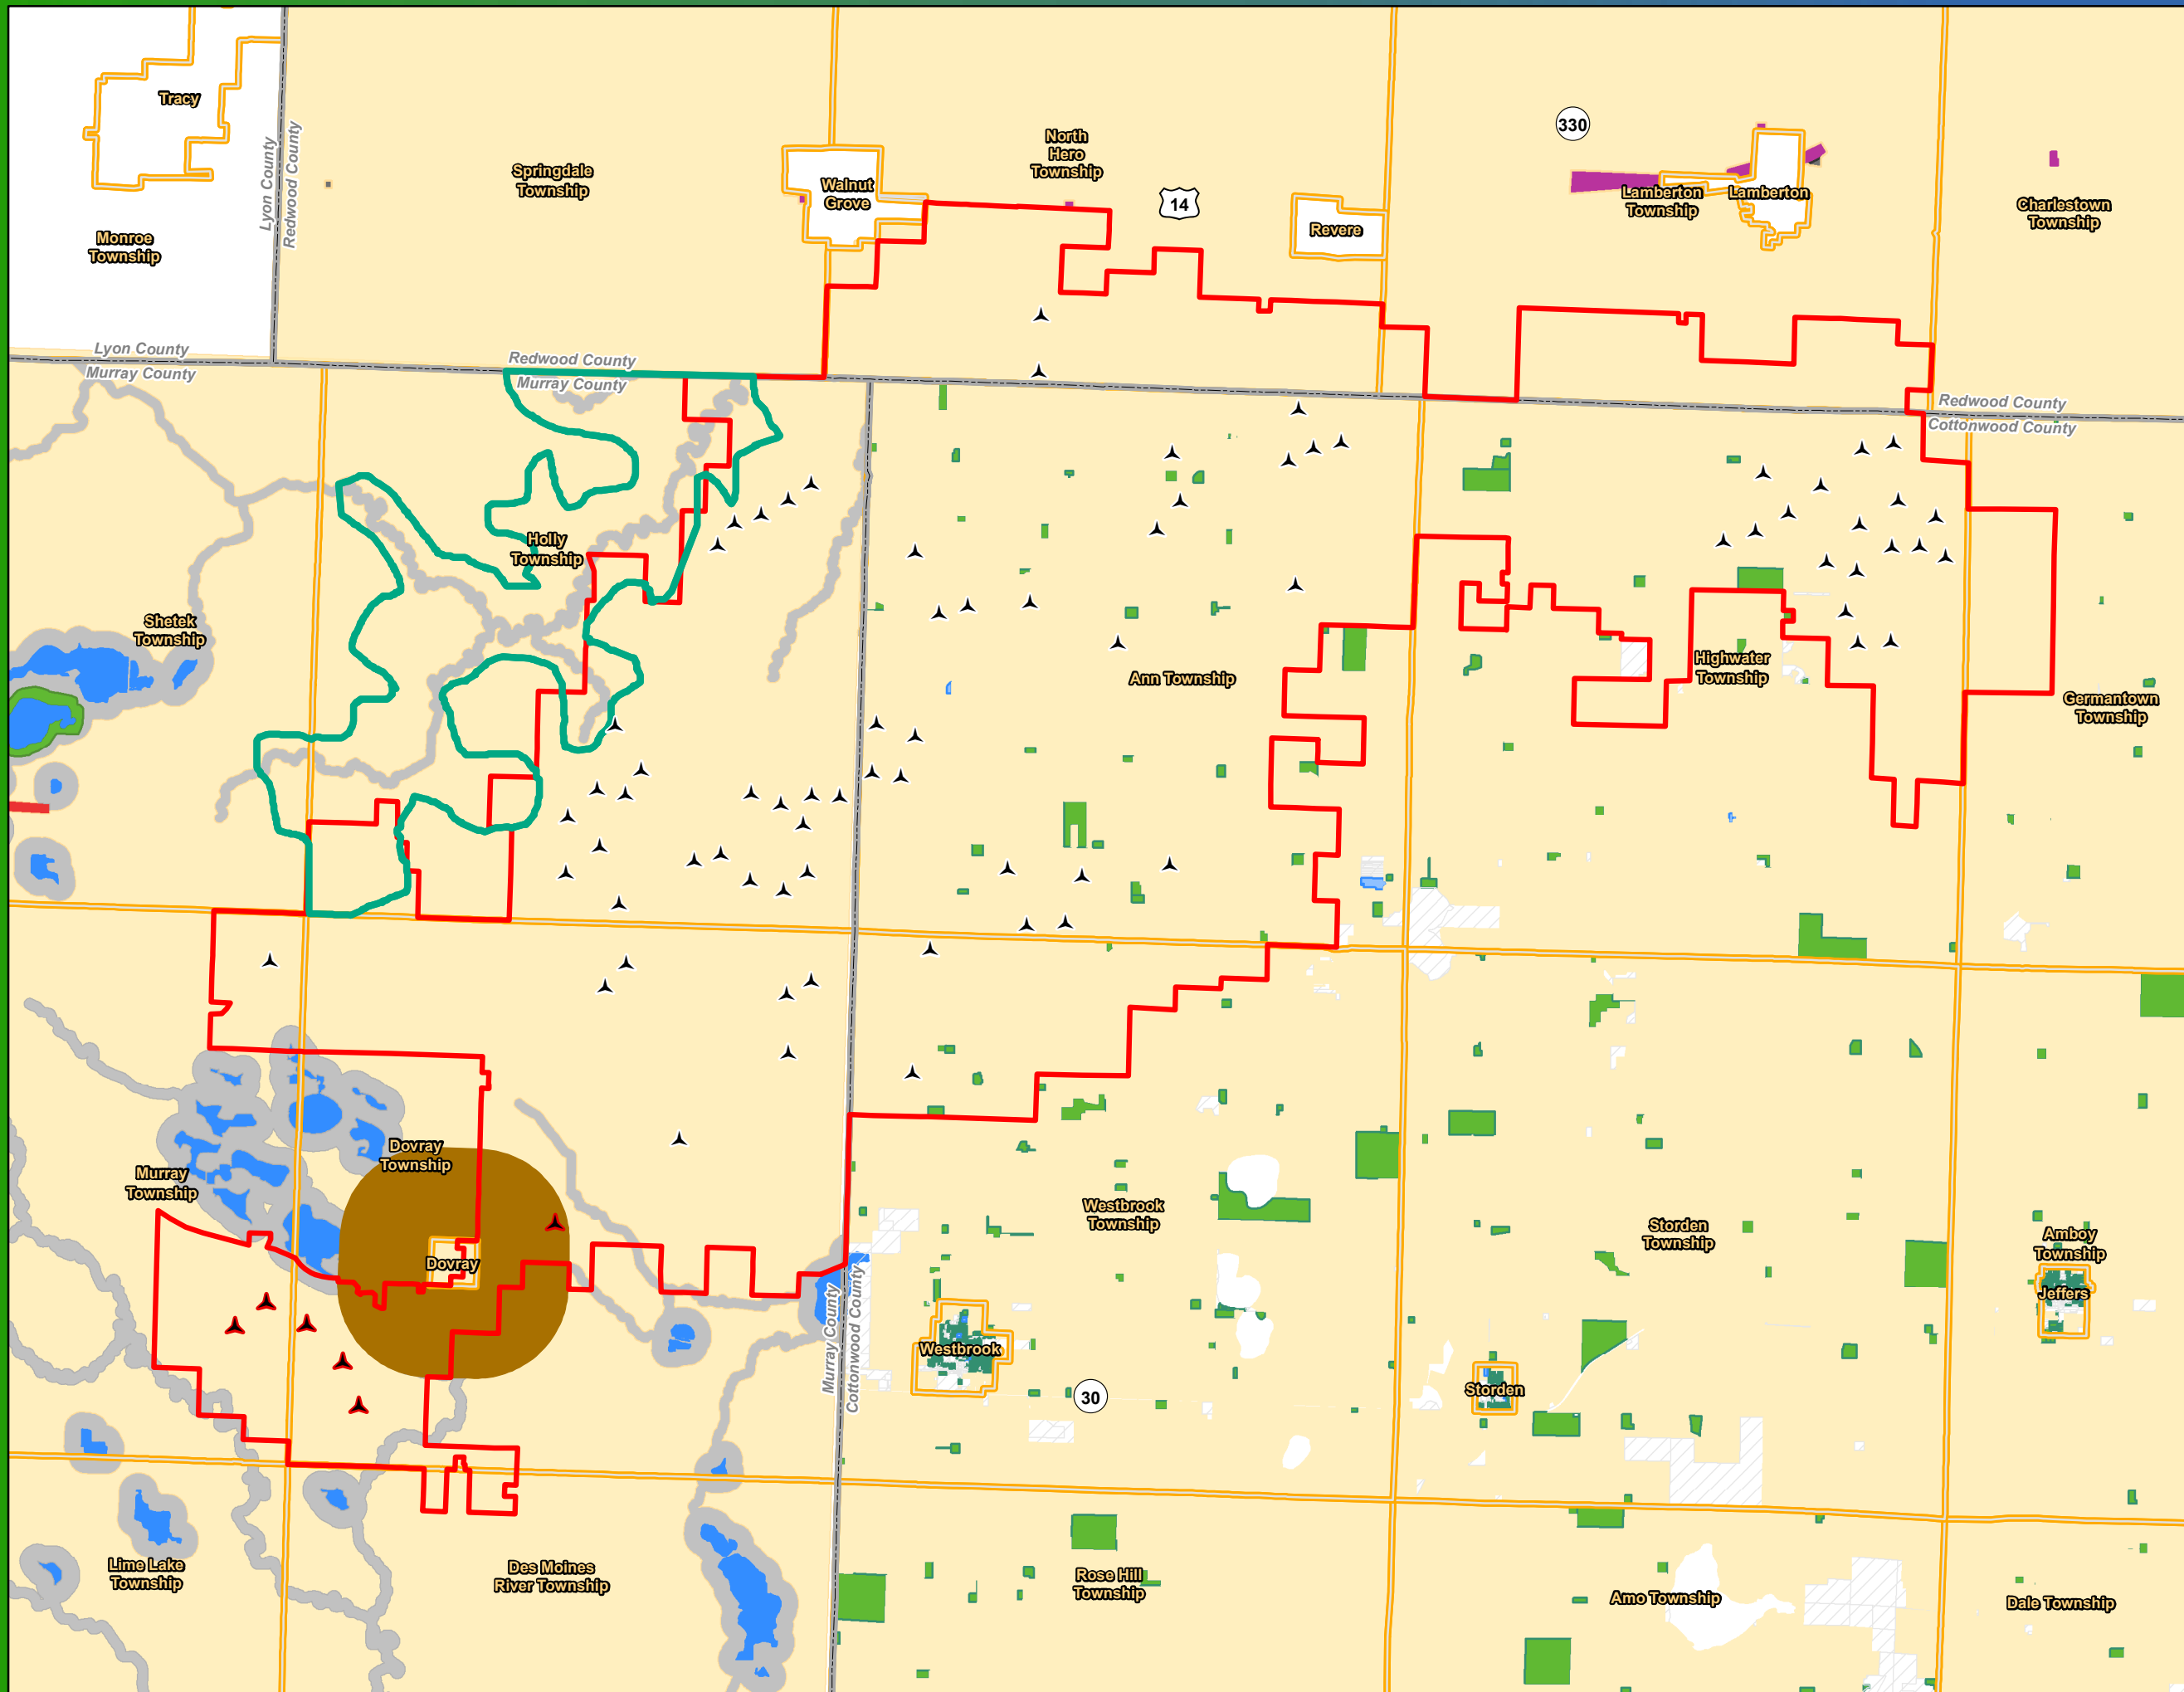 Tracy
Lyon County
Redwood County
Monroe
Township
Springdale
Township
Walnut
Grove
North
Hero
Township
14
Revere
330
Lamberton
Township
Lamberton
Charlestown
Township
Lyon County
Murray County
Redwood County
Murray County
Redwood County
Cottonwood County
Holly
Township
Shetek
Township
Ann Township
Highwater
Township
Germantown
Township
Dovray
Township
Murray
Township
Dovray
Westbrook
Township
Storden
Township
Amboy
Township
Jeffers
Murray County
Cottonwood County
Westbrook
30
Storden
Lime Lake
Township
Des Moines
River Township
Rose Hill
Township
Amo Township
Dale Township